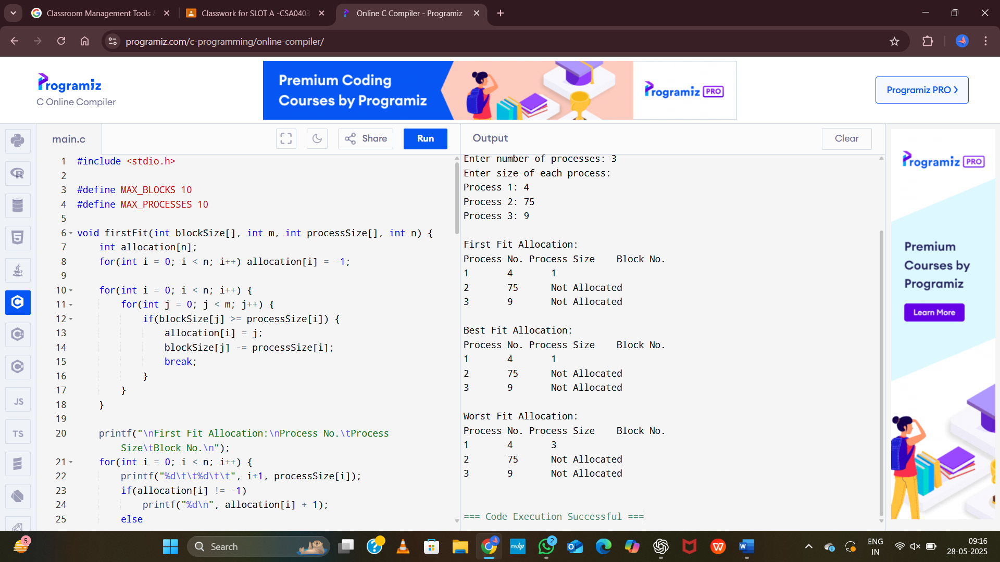 Classroom Management Tools &
Classwork for SLOT A -CSA0403
Online C Compiler - Programiz
programiz.com/c-programming/online-compiler/
Programiz
C Online Compiler
Premium Coding
Courses by Programiz
Programiz PRO
Programiz PRO
main.c
Share
Run
Output
Clear
1 #include <stdio.h>
2
3 #define MAX_BLOCKS 10
4 #define MAX_PROCESSES 10
5
6 void firstFit(int blockSize[], int m, int processSize[], int n) {
7     int allocation[n];
8     for(int i = 0; i < n; i++) allocation[i] = -1;
9
10     for(int i = 0; i < n; i++) {
11         for(int j = 0; j < m; j++) {
12             if(blockSize[j] >= processSize[i]) {
13                 allocation[i] = j;
14                 blockSize[j] -= processSize[i];
15                 break;
16             }
17         }
18     }
19
20     printf("\nFirst Fit Allocation:\nProcess No.\tProcess
Size\tBlock No.\n");
21     for(int i = 0; i < n; i++) {
22         printf("%d\t\t%d\t\t", i+1, processSize[i]);
23         if(allocation[i] != -1)
24             printf("%d\n", allocation[i] + 1);
25         else
Enter number of processes: 3
Enter size of each process:
Process 1: 4
Process 2: 75
Process 3: 9
First Fit Allocation:
Process No. Process Size    Block No.
1       4       1
2       75      Not Allocated
3       9       Not Allocated
Best Fit Allocation:
Process No. Process Size    Block No.
1       4       1
2       75      Not Allocated
3       9       Not Allocated
Worst Fit Allocation:
Process No. Process Size    Block No.
1       4       3
2       75      Not Allocated
3       9       Not Allocated
=== Code Execution Successful ===
Programiz PRO
Premium
Courses by
Programiz
Learn More
JS
TS
5
Search
myhp
2
ENG
IN
09:16
28-05-2025